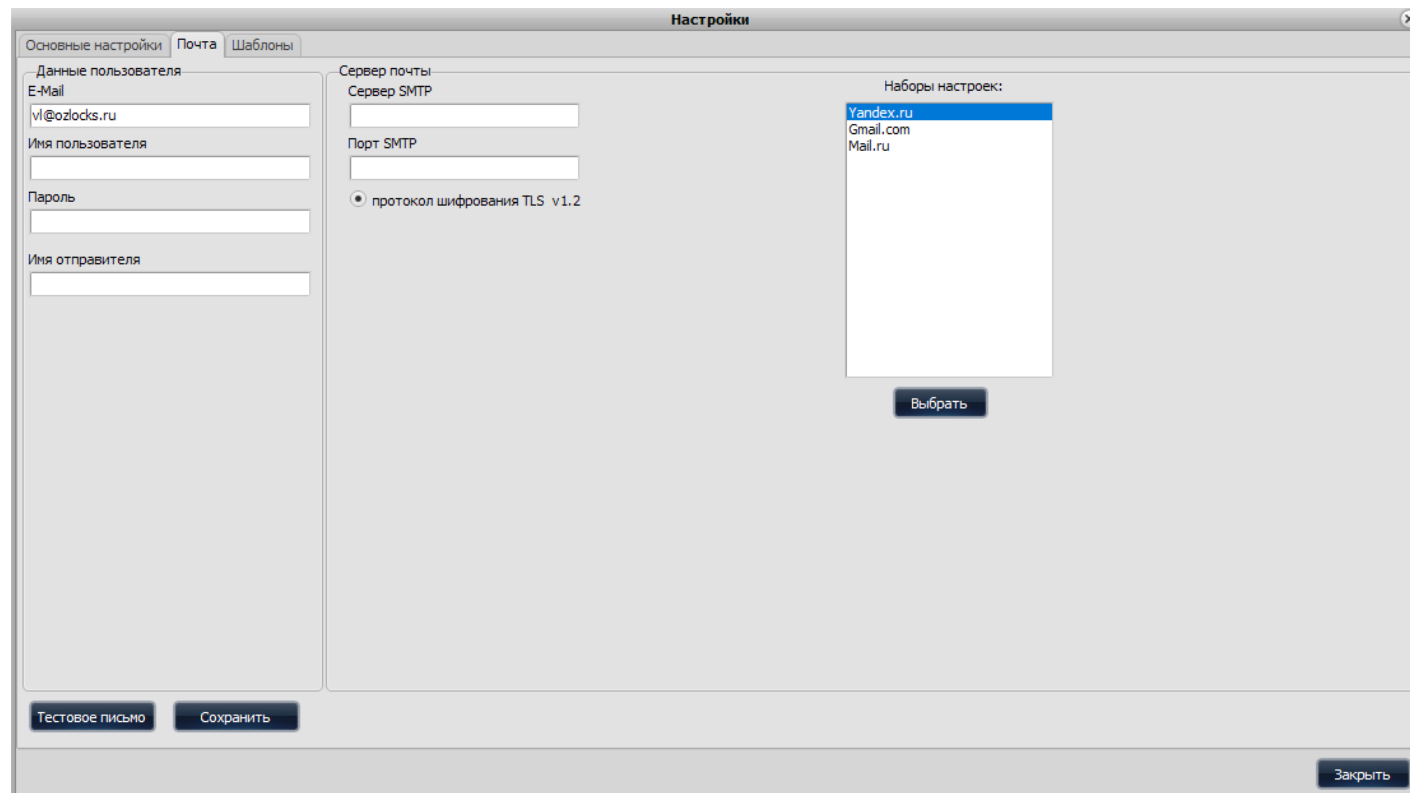 Настройки
Основные настройки Почта Шаблоны
Данные пользователя
E-Mail
vl@ozlocks.ru
Имя пользователя
Пароль
Имя отправителя
Сервер почты
Сервер SMTP
Порт SMTP
протокол шифрования TLS v1.2
Наборы настроек:
Yandex.ru
Gmail.com
Mail.ru
Выбрать
Тестовое письмо Сохранить
Закрыть